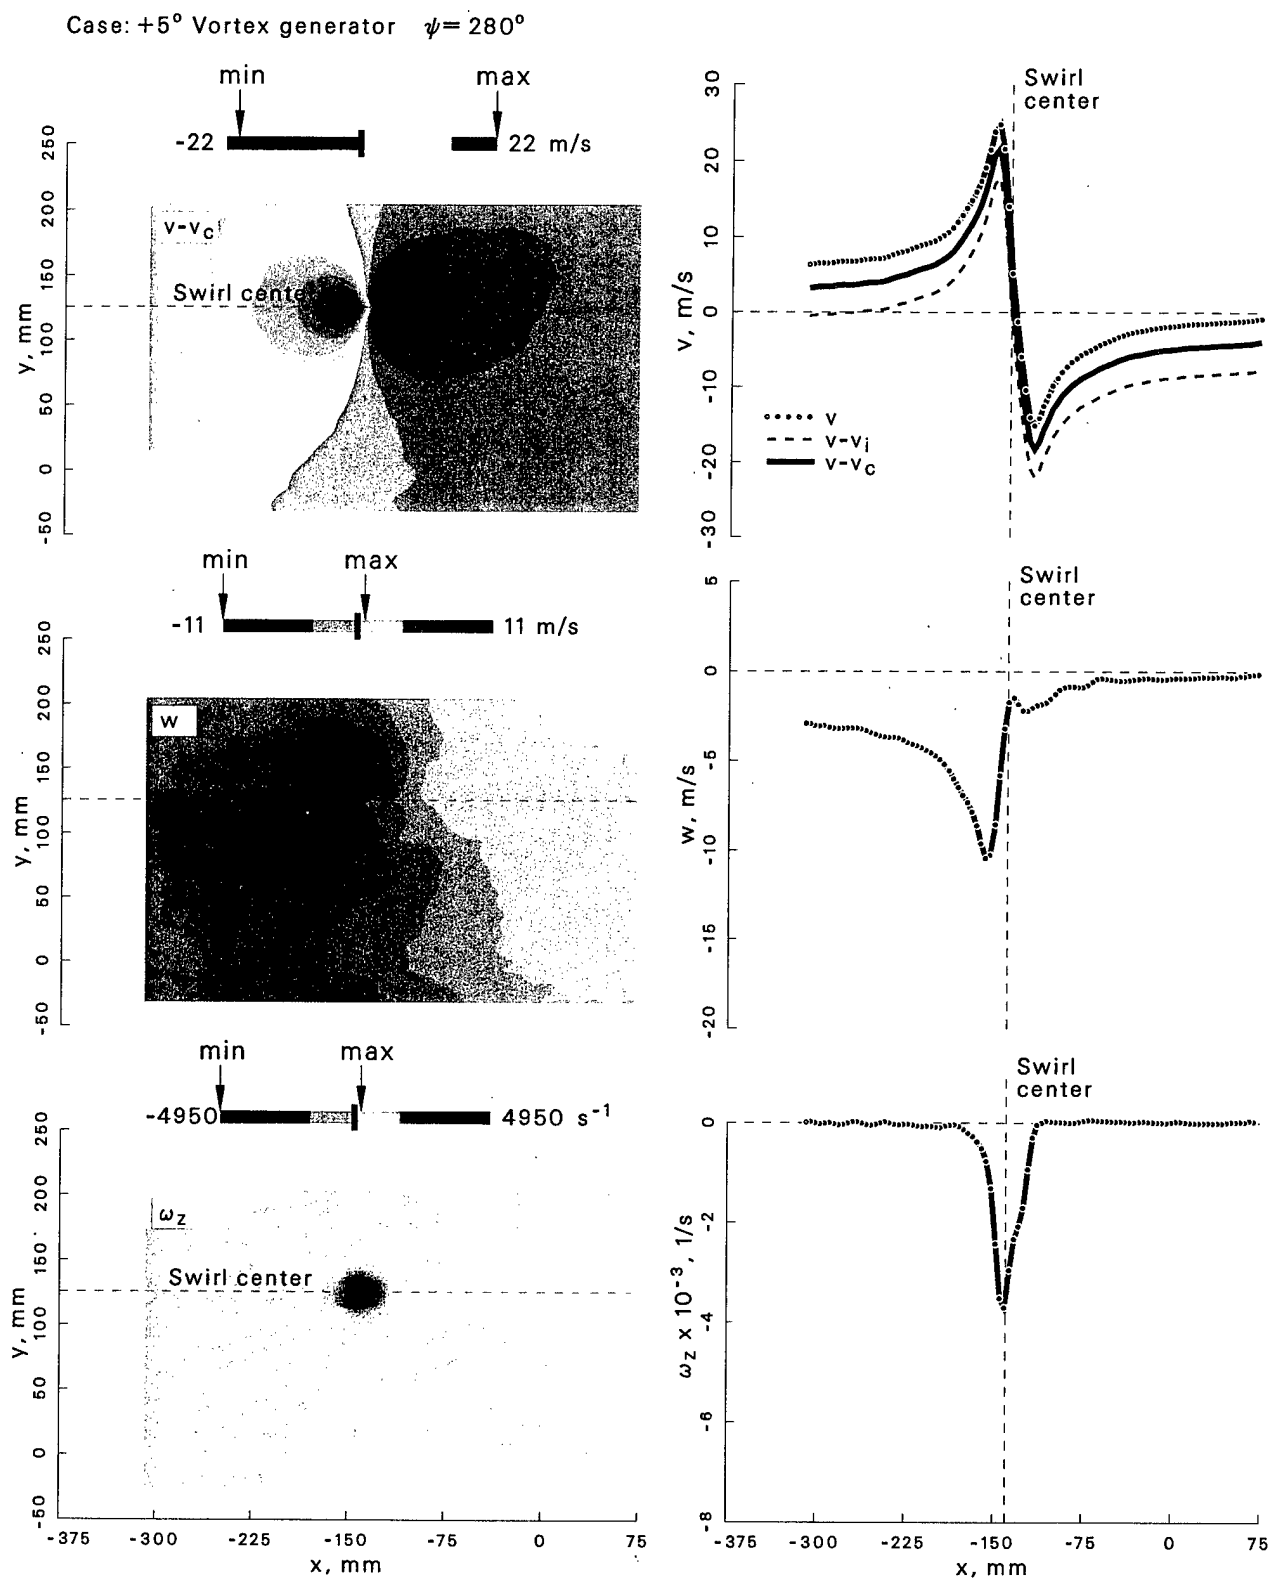 Case: +5° Vortex generator ψ= 280°
min max
-22 22 m/s
250
200
150
100
50
0
-50
y, mm
v-vc
Swirl center
min max
-11 11 m/s
250
200
150
100
50
0
-50
y, mm
w
min max
-4950 4950 s⁻¹
250
200
150
100
50
0
-50
y, mm
ωz
Swirl center
-375 -300 -225 -150 -75 0 75
x, mm
Swirl
center
30
20
10
0
-10
-20
-30
v, m/s
v
v-vi
v-vc
Swirl
center
5
0
-5
-10
-15
-20
w, m/s
Swirl
center
0
-2
-4
-6
-8
ωz x 10⁻³, 1/s
-375 -300 -225 -150 -75 0 75
x, mm